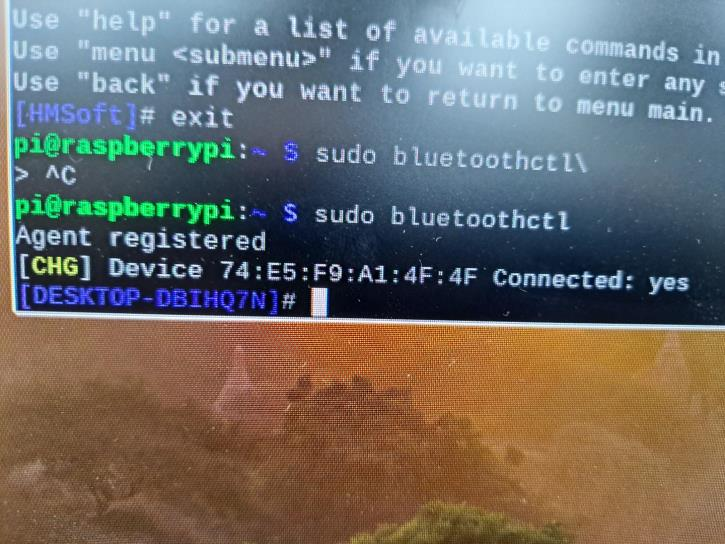 Use "help" for a list of available commands in
Use "menu <submenu>" if you want to enter any s
Use "back" if you want to return to menu main.
[HMSoft]# exit
pi@raspberrypi:~ $ sudo bluetoothctl\
> ^C
pi@raspberrypi:~ $ sudo bluetoothctl
Agent registered
[CHG] Device 74:E5:F9:A1:4F:4F Connected: yes
[DESKTOP-DBIHQ7N]#